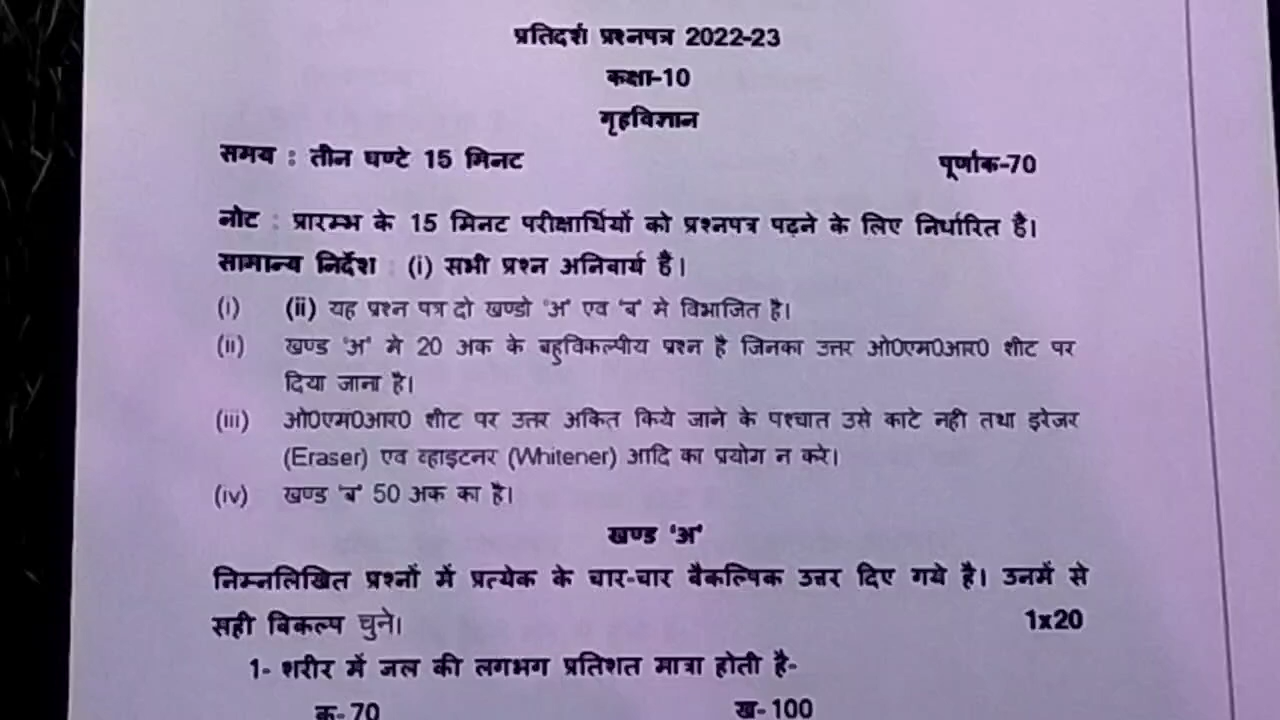 प्रतिदर्श प्रश्नपत्र 2022-23
कक्षा-10
गृहविज्ञान
समय : तीन घण्टे 15 मिनट पूर्णांक-70
नोट : प्रारम्भ के 15 मिनट परीक्षार्थियों को प्रश्नपत्र पढ़ने के लिए निर्धारित है।
सामान्य निर्देश : (i) सभी प्रश्न अनिवार्य है।
(i) (ii) यह प्रश्न पत्र दो खण्डो 'अ' एव 'ब' मे विभाजित है।
(ii) खण्ड 'अ' मे 20 अक के बहुविकल्पीय प्रश्न है जिनका उत्तर ओ0एम0आर0 शीट पर
दिया जाना है।
(iii) ओ0एम0आर0 शीट पर उत्तर अकित किये जाने के पश्चात उसे काटे नही तथा इरेजर
(Eraser) एव व्हाइटनर (Whitener) आदि का प्रयोग न करे।
(iv) खण्ड 'ब' 50 अक का है।
खण्ड 'अ'
निम्नलिखित प्रश्नों में प्रत्येक के चार-चार वैकल्पिक उत्तर दिए गये है। उनमें से
सही विकल्प चुने। 1x20
1- शरीर में जल की लगभग प्रतिशत मात्रा होती है-
क- 70 ख- 100